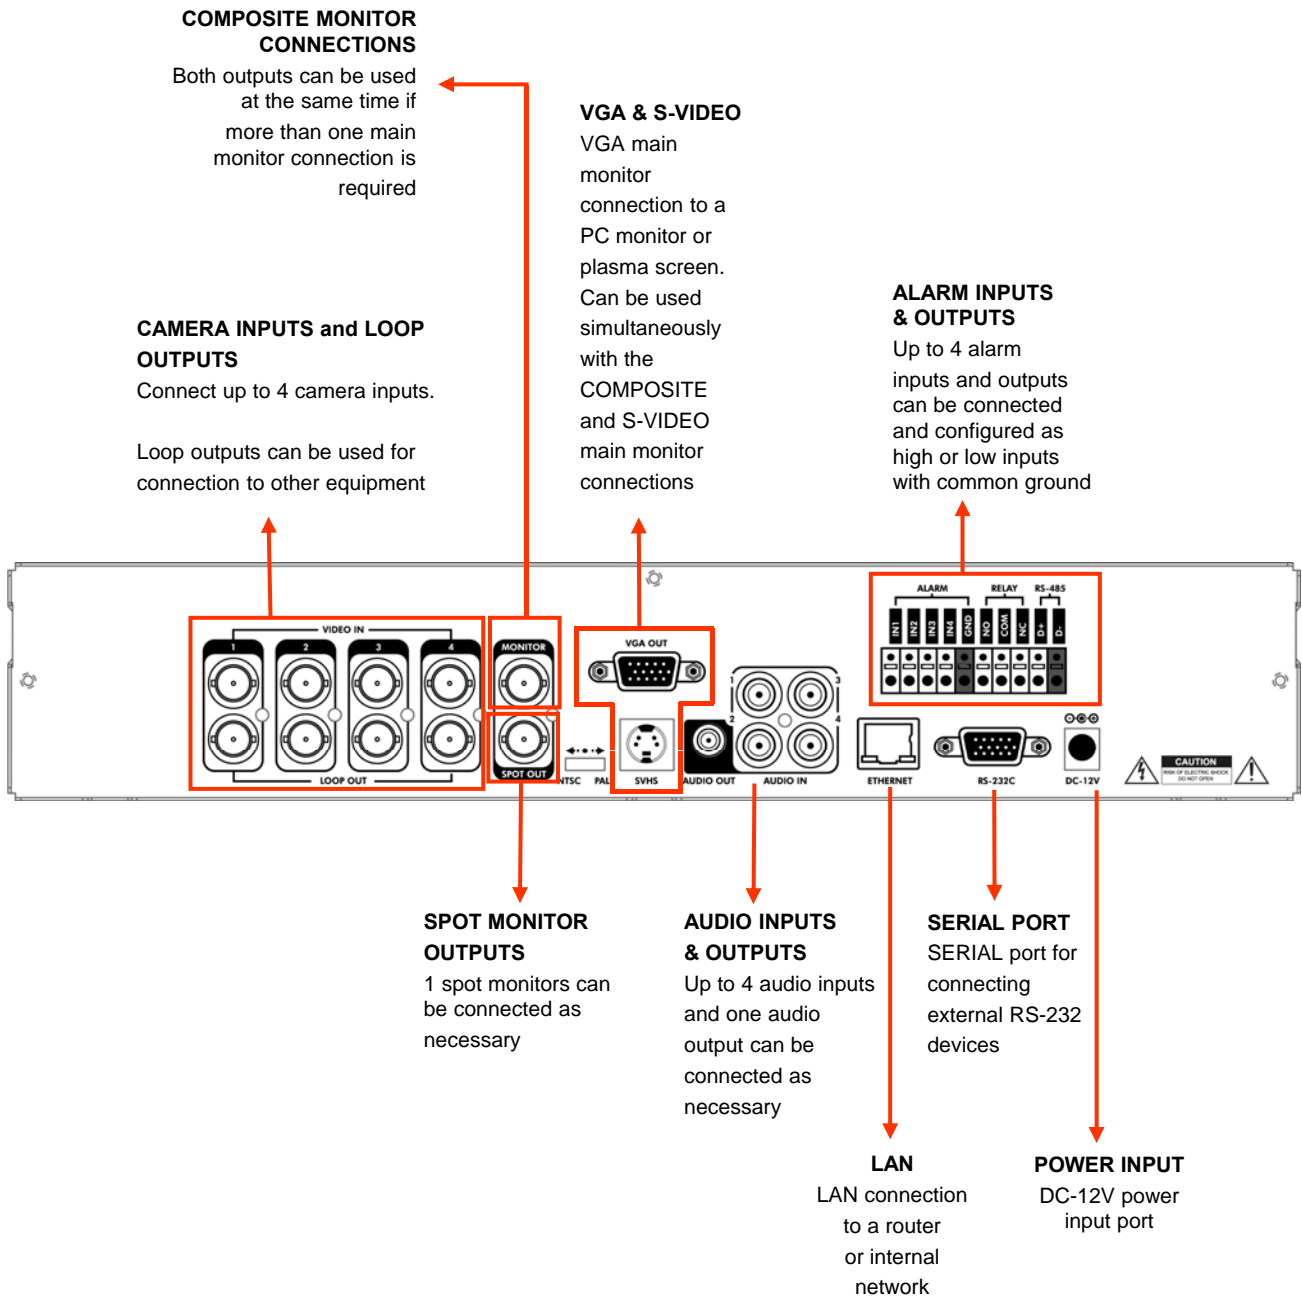 COMPOSITE MONITOR
CONNECTIONS
Both outputs can be used
at the same time if
more than one main
monitor connection is
required
VGA & S-VIDEO
VGA main
monitor
connection to a
PC monitor or
plasma screen.
Can be used
simultaneously
with the
COMPOSITE
and S-VIDEO
main monitor
connections
CAMERA INPUTS and LOOP
OUTPUTS
Connect up to 4 camera inputs.
Loop outputs can be used for
connection to other equipment
ALARM INPUTS
& OUTPUTS
Up to 4 alarm
inputs and outputs
can be connected
and configured as
high or low inputs
with common ground
VIDEO IN
1 2 3 4
LOOP OUT
MONITOR
SPOT OUT
NTSC PAL
VGA OUT
SVHS
AUDIO OUT
1 3
2 4
AUDIO IN
ALARM RELAY RS-485
IN1 IN2 IN3 IN4 GND NO COM NC D+ D-
ETHERNET
RS-232C
DC-12V
CAUTION
RISK OF ELECTRIC SHOCK
DO NOT OPEN
SPOT MONITOR
OUTPUTS
1 spot monitors can
be connected as
necessary
AUDIO INPUTS
& OUTPUTS
Up to 4 audio inputs
and one audio
output can be
connected as
necessary
SERIAL PORT
SERIAL port for
connecting
external RS-232
devices
LAN
LAN connection
to a router
or internal
network
POWER INPUT
DC-12V power
input port